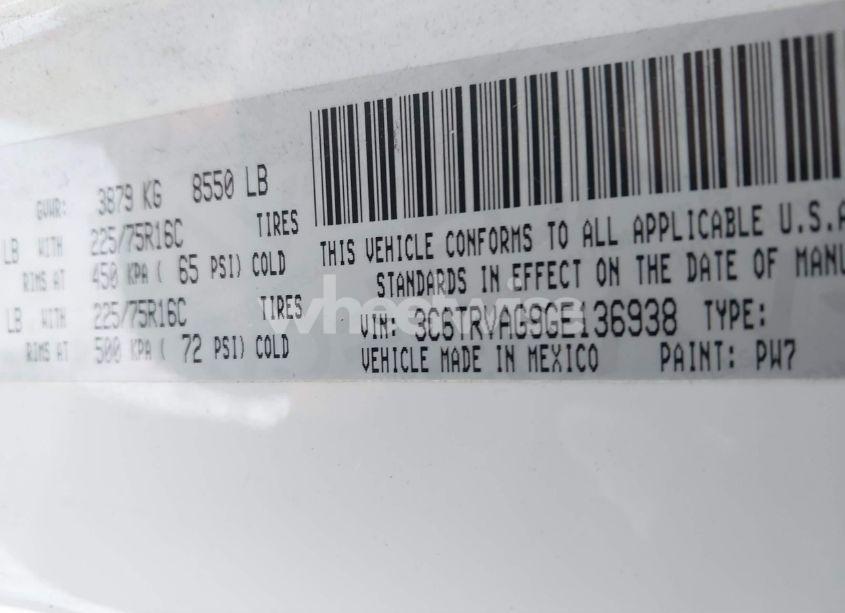 GVWR: 3879 KG 8550 LB
LB WITH 225/75R16C TIRES
RIMS AT 450 KPA ( 65 PSI) COLD
LB WITH 225/75R16C TIRES
RIMS AT 500 KPA ( 72 PSI) COLD
THIS VEHICLE CONFORMS TO ALL APPLICABLE U.S.A
STANDARDS IN EFFECT ON THE DATE OF MANU
VIN: 3C6TRVAG9GE136938 TYPE:
VEHICLE MADE IN MEXICO PAINT: PW7
wheelwise